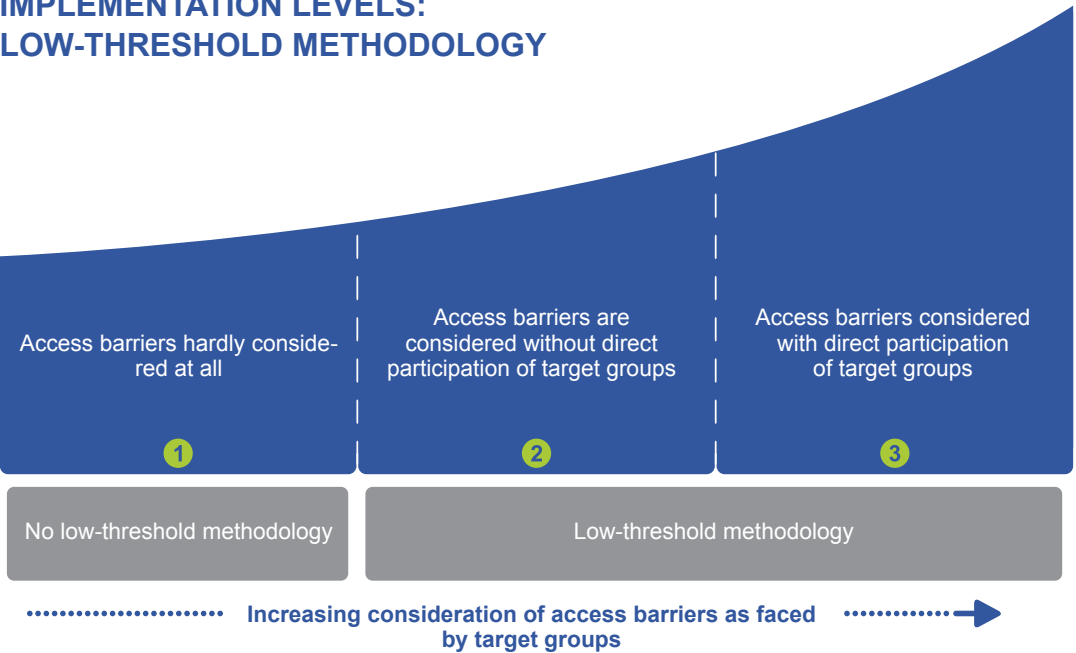 IMPLEMENTATION LEVELS:
LOW-THRESHOLD METHODOLOGY
Access barriers hardly conside-
red at all
1
Access barriers are
considered without direct
participation of target groups
2
Access barriers considered
with direct participation
of target groups
3
No low-threshold methodology
Low-threshold methodology
Increasing consideration of access barriers as faced
by target groups